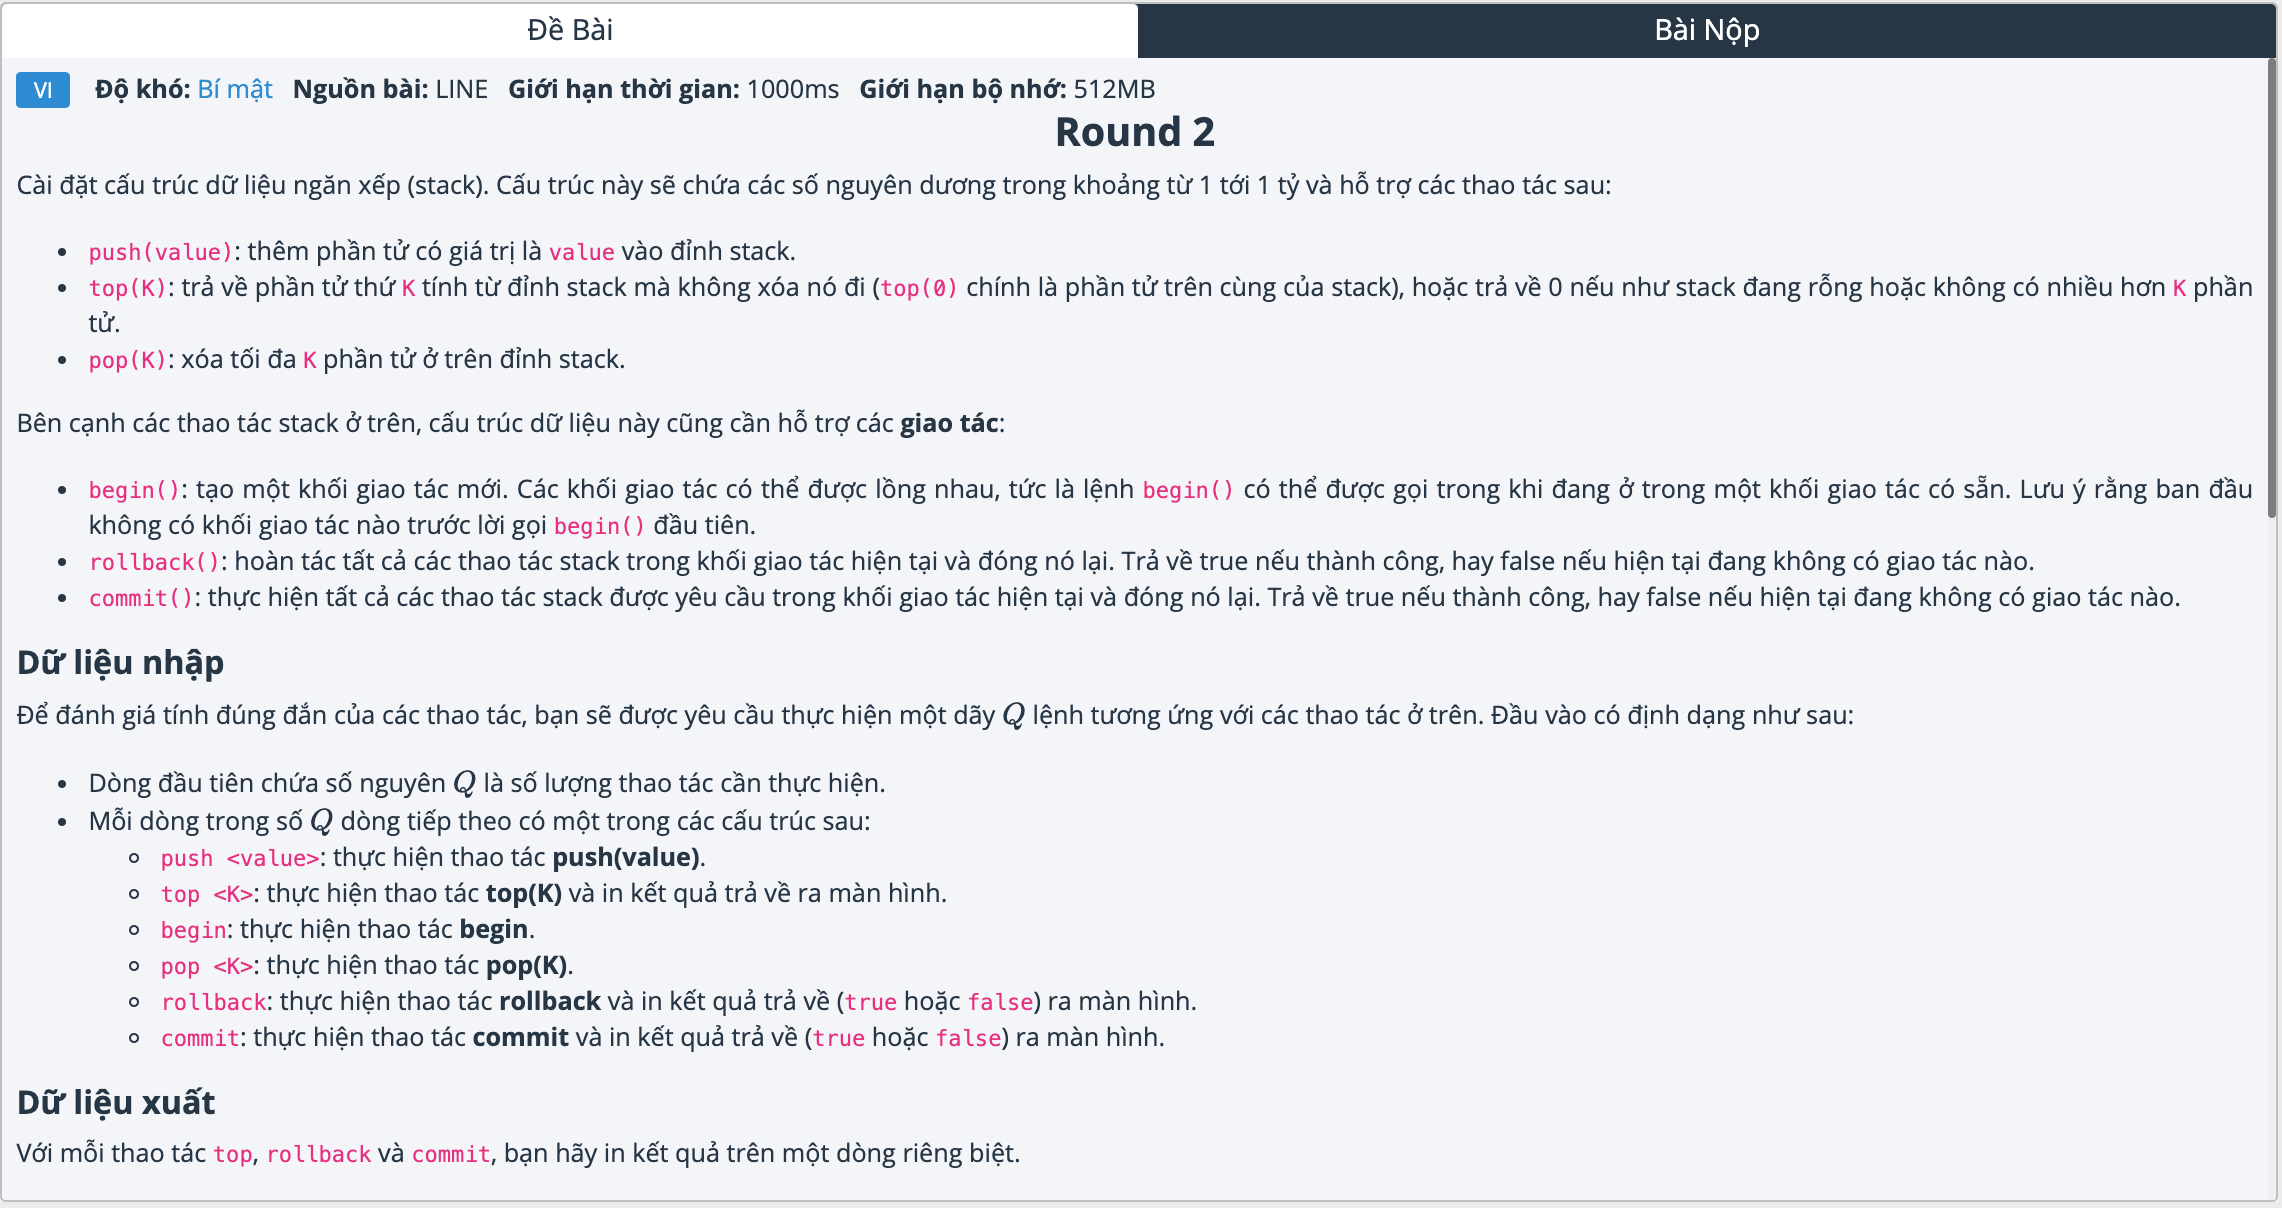 Đề Bài
Bài Nộp
VI Độ khó: Bí mật Nguồn bài: LINE Giới hạn thời gian: 1000ms Giới hạn bộ nhớ: 512MB
Round 2
Cài đặt cấu trúc dữ liệu ngăn xếp (stack). Cấu trúc này sẽ chứa các số nguyên dương trong khoảng từ 1 tới 1 tỷ và hỗ trợ các thao tác sau:
• push(value): thêm phần tử có giá trị là value vào đỉnh stack.
• top(K): trả về phần tử thứ K tính từ đỉnh stack mà không xóa nó đi (top(0) chính là phần tử trên cùng của stack), hoặc trả về 0 nếu như stack đang rỗng hoặc không có nhiều hơn K phần
tử.
• pop(K): xóa tối đa K phần tử ở trên đỉnh stack.
Bên cạnh các thao tác stack ở trên, cấu trúc dữ liệu này cũng cần hỗ trợ các giao tác:
• begin(): tạo một khối giao tác mới. Các khối giao tác có thể được lồng nhau, tức là lệnh begin() có thể được gọi trong khi đang ở trong một khối giao tác có sẵn. Lưu ý rằng ban đầu
không có khối giao tác nào trước lời gọi begin() đầu tiên.
• rollback(): hoàn tác tất cả các thao tác stack trong khối giao tác hiện tại và đóng nó lại. Trả về true nếu thành công, hay false nếu hiện tại đang không có giao tác nào.
• commit(): thực hiện tất cả các thao tác stack được yêu cầu trong khối giao tác hiện tại và đóng nó lại. Trả về true nếu thành công, hay false nếu hiện tại đang không có giao tác nào.
Dữ liệu nhập
Để đánh giá tính đúng đắn của các thao tác, bạn sẽ được yêu cầu thực hiện một dãy Q lệnh tương ứng với các thao tác ở trên. Đầu vào có định dạng như sau:
• Dòng đầu tiên chứa số nguyên Q là số lượng thao tác cần thực hiện.
• Mỗi dòng trong số Q dòng tiếp theo có một trong các cấu trúc sau:
◦ push <value>: thực hiện thao tác push(value).
◦ top <K>: thực hiện thao tác top(K) và in kết quả trả về ra màn hình.
◦ begin: thực hiện thao tác begin.
◦ pop <K>: thực hiện thao tác pop(K).
◦ rollback: thực hiện thao tác rollback và in kết quả trả về (true hoặc false) ra màn hình.
◦ commit: thực hiện thao tác commit và in kết quả trả về (true hoặc false) ra màn hình.
Dữ liệu xuất
Với mỗi thao tác top, rollback và commit, bạn hãy in kết quả trên một dòng riêng biệt.